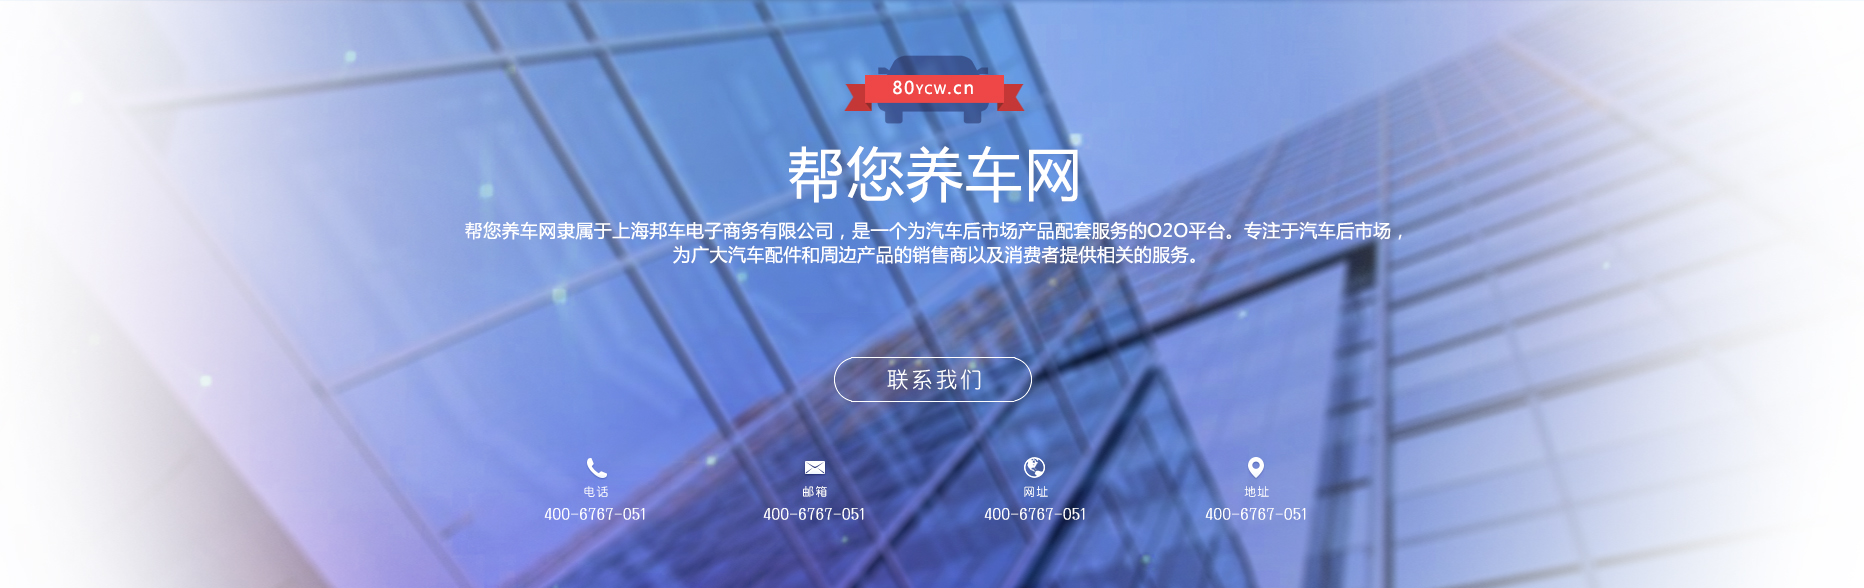 80YCW.cn
帮您养车网
帮您养车网隶属于上海邦车电子商务有限公司，是一个为汽车后市场产品配套服务的O2O平台。专注于汽车后市场，
为广大汽车配件和周边产品的销售商以及消费者提供相关的服务。
联系我们
电话 邮箱 网址 地址
400-6767-051 400-6767-051 400-6767-051 400-6767-051